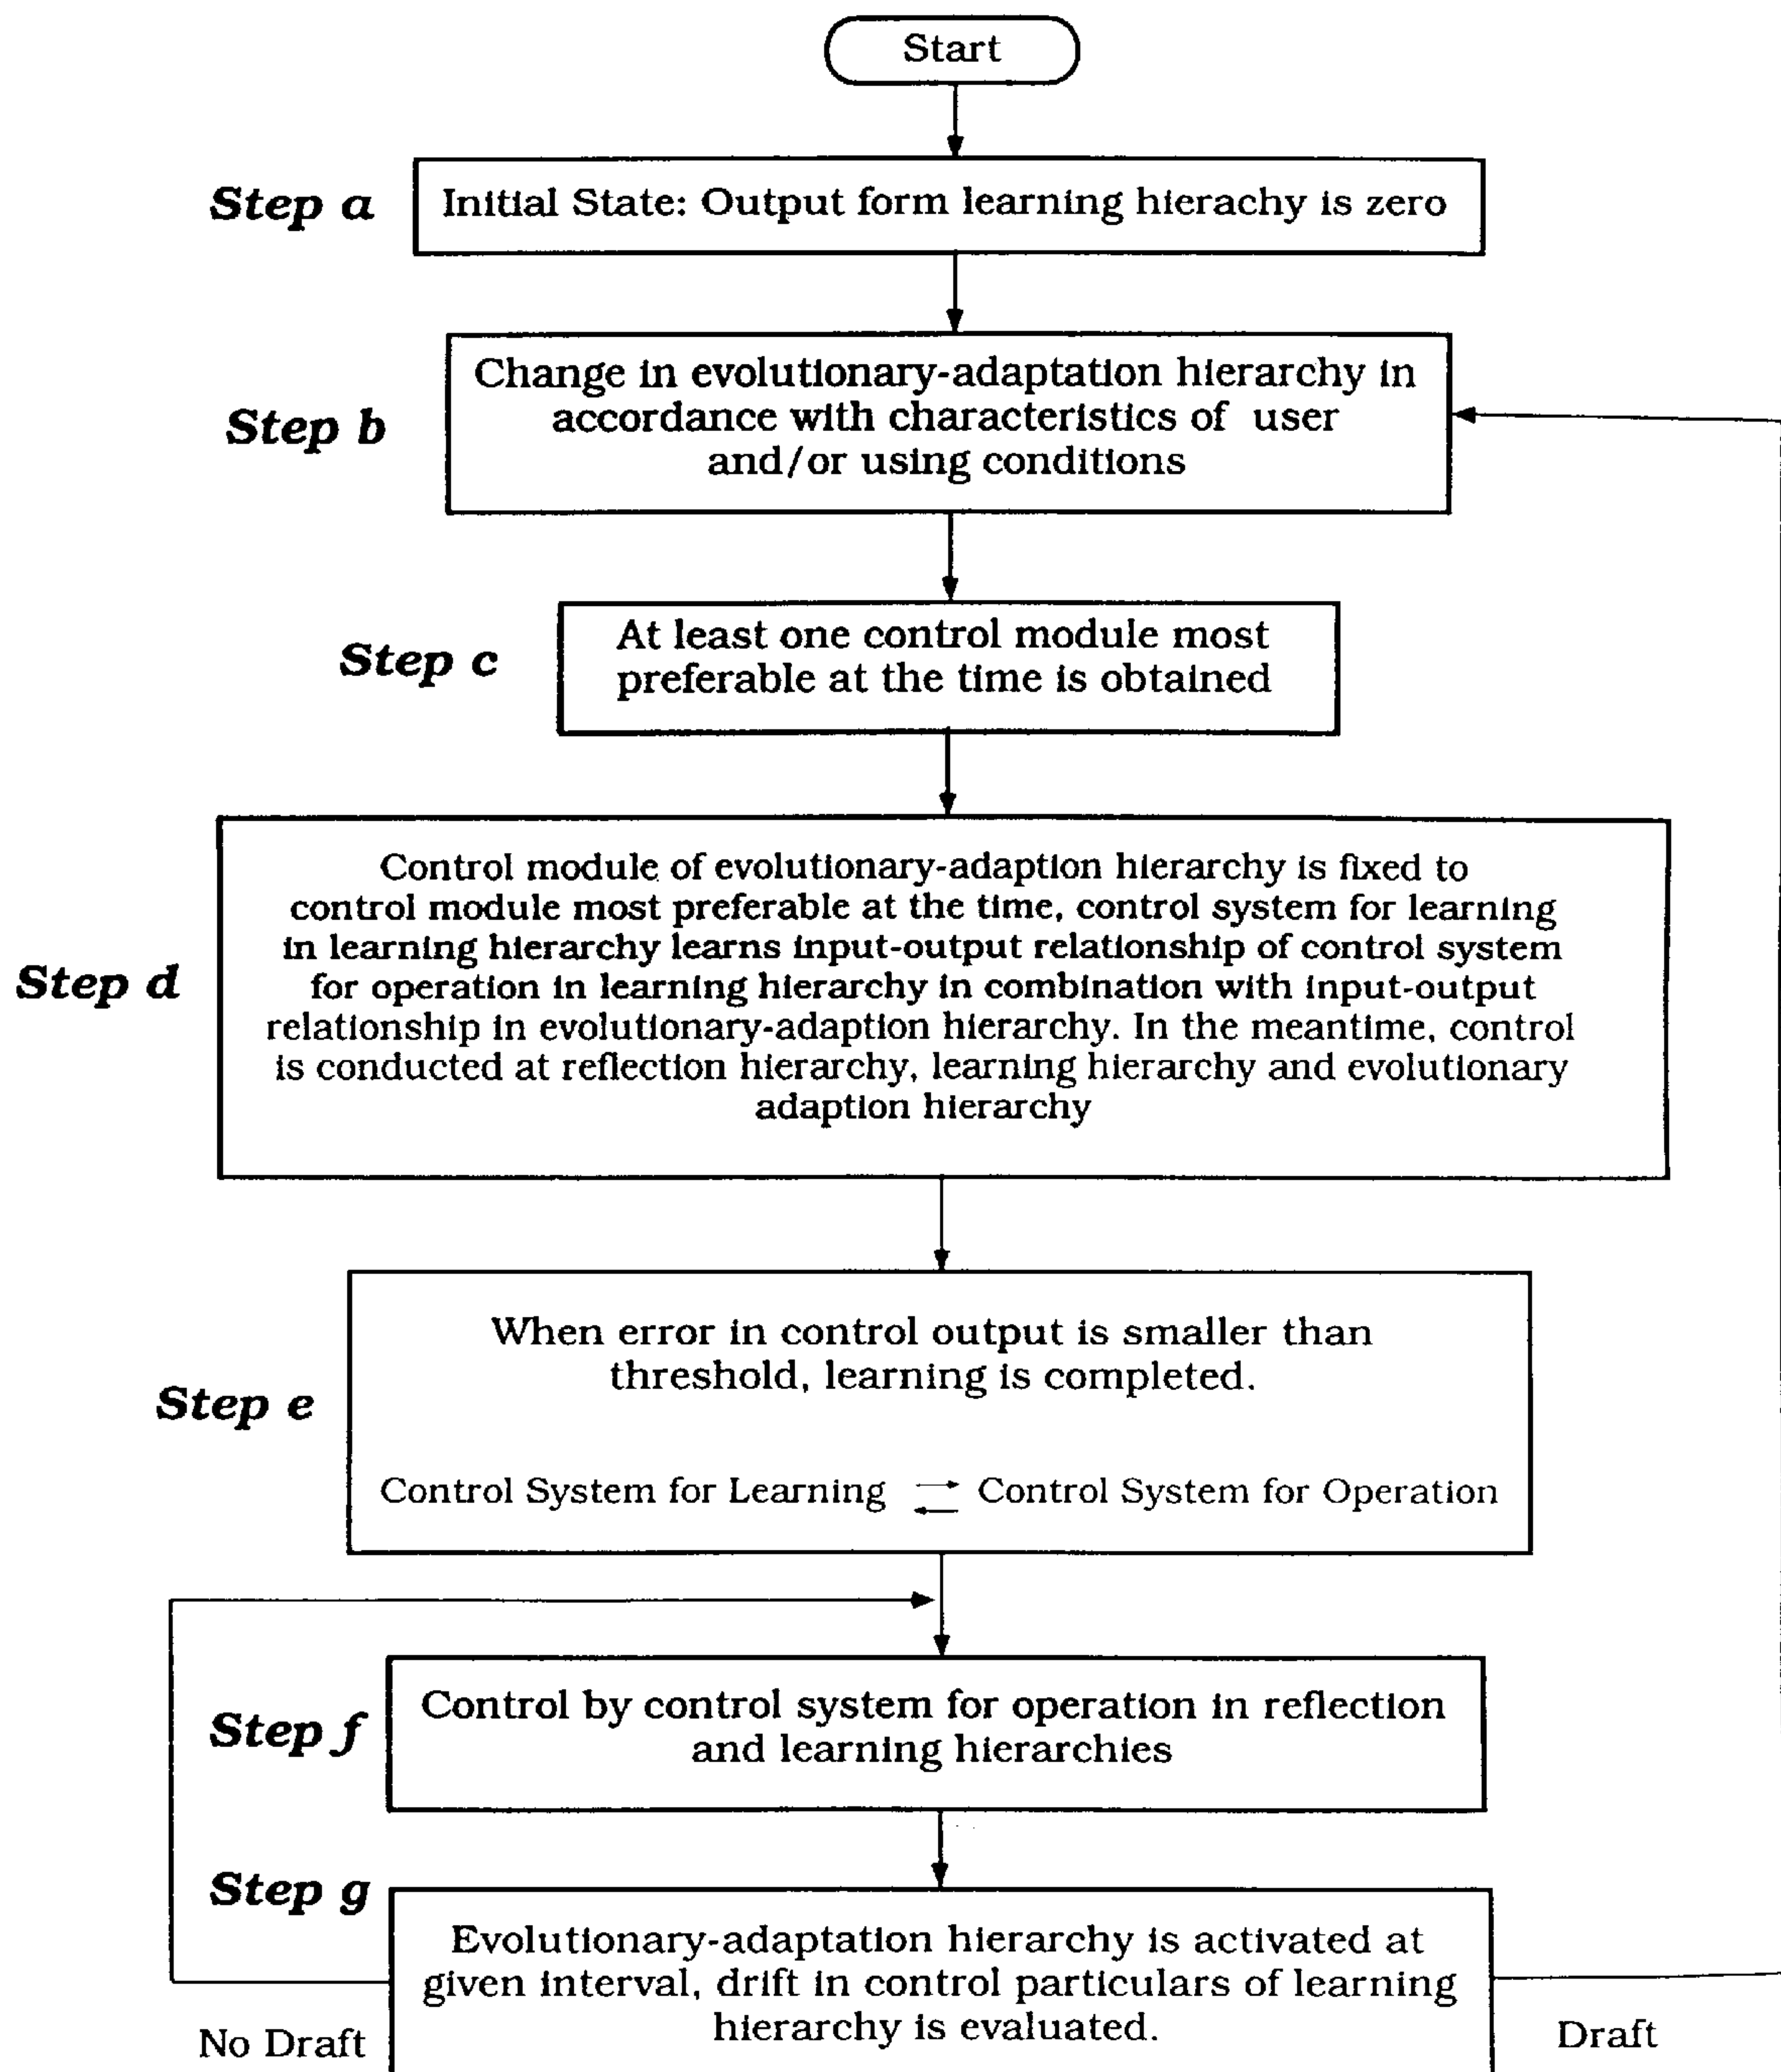 Start
Step a
Initial State: Output form learning hierachy is zero
Step b
Change in evolutionary-adaptation hierarchy in
accordance with characteristics of user
and/or using conditions
Step c
At least one control module most
preferable at the time is obtained
Step d
Control module of evolutionary-adaption hierarchy is fixed to
control module most preferable at the time, control system for learning
in learning hierarchy learns input-output relationship of control system
for operation in learning hierarchy in combination with input-output
relationship in evolutionary-adaption hierarchy. In the meantime, control
is conducted at reflection hierarchy, learning hierarchy and evolutionary
adaption hierarchy
Step e
When error in control output is smaller than
threshold, learning is completed.
Control System for Learning ⇄ Control System for Operation
Step f
Control by control system for operation in reflection
and learning hierarchies
Step g
Evolutionary-adaptation hierarchy is activated at
given interval, drift in control particulars of learning
hierarchy is evaluated.
No Draft
Draft